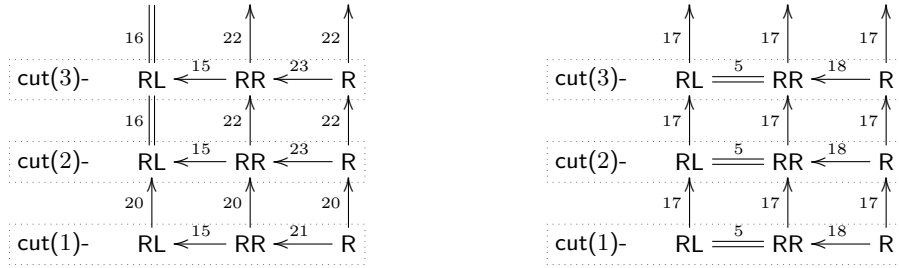 16 22 22 17 17 17
cut(3)- RL 15 RR 23 R cut(3)- RL 5 RR 18 R
16 22 22 17 17 17
cut(2)- RL 15 RR 23 R cut(2)- RL 5 RR 18 R
20 20 20 17 17 17
cut(1)- RL 15 RR 21 R cut(1)- RL 5 RR 18 R